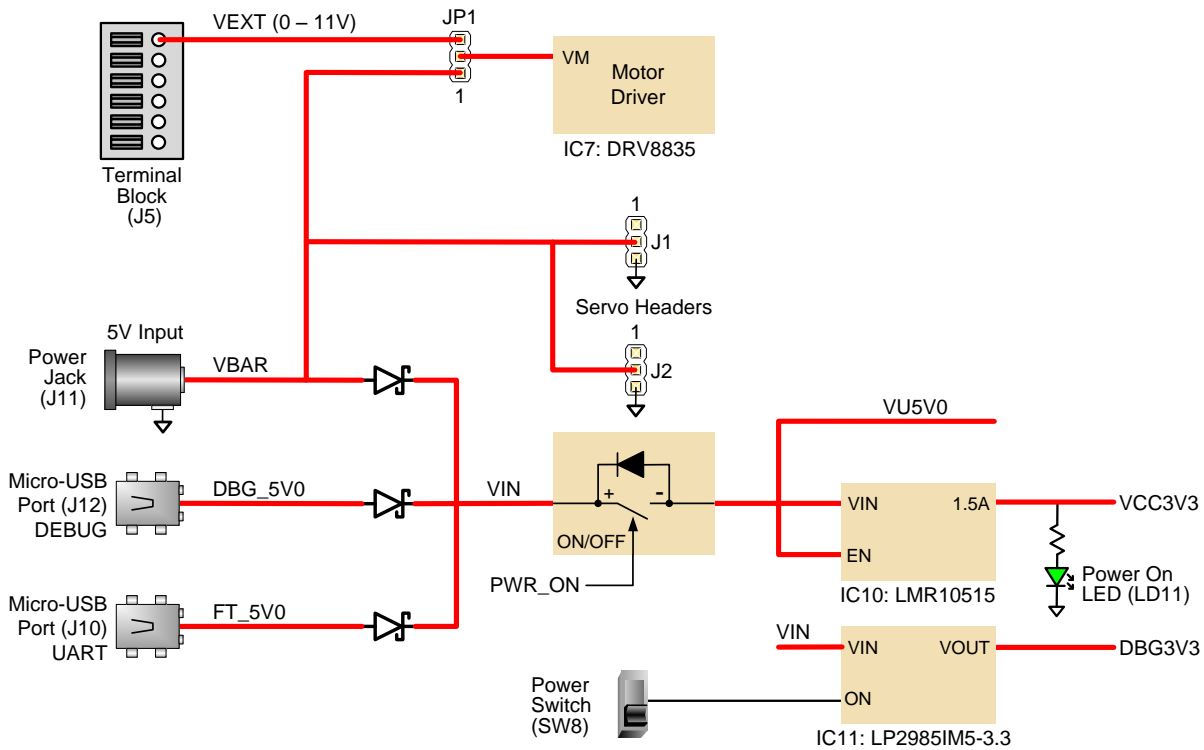 VEXT (0 – 11V)
JP1
1
VM
Motor
Driver
IC7: DRV8835
Terminal
Block
(J5)
1
J1
Servo Headers
1
J2
5V Input
Power
Jack
(J11)
VBAR
VU5V0
Micro-USB
Port (J12)
DEBUG
DBG_5V0
VIN
+
-
ON/OFF
PWR_ON
VIN
1.5A
EN
IC10: LMR10515
VCC3V3
Power On
LED (LD11)
Micro-USB
Port (J10)
UART
FT_5V0
VIN
VIN
VOUT
ON
DBG3V3
IC11: LP2985IM5-3.3
Power
Switch
(SW8)